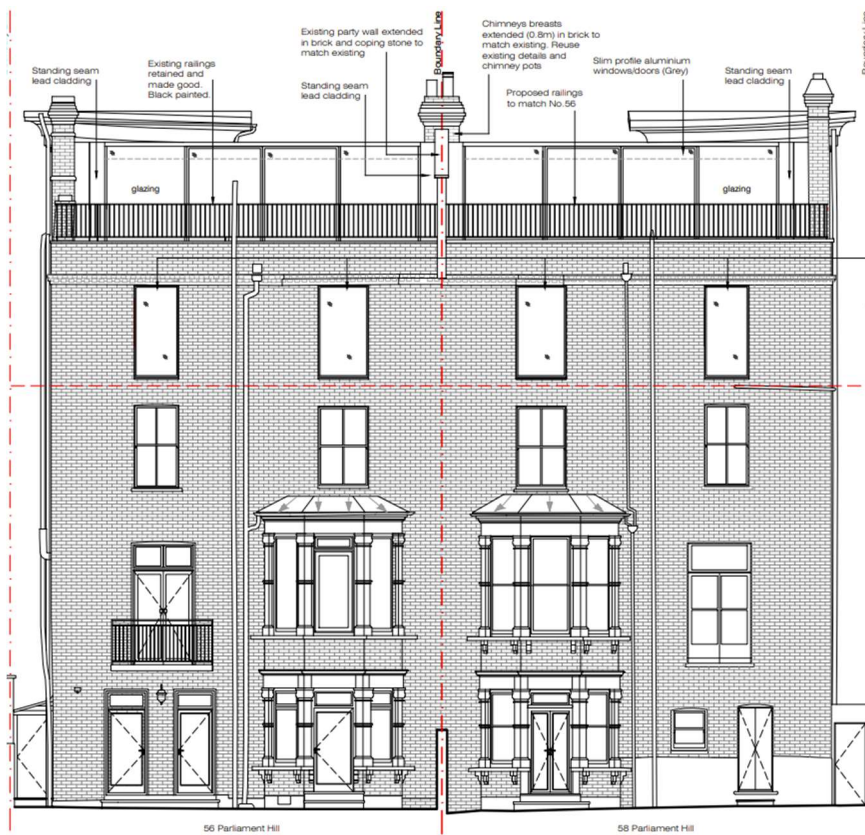 Existing party wall extended
in brick and coping stone to
match existing
Boundary Line
Chimneys breasts
extended (0.8m) in brick to
match existing. Reuse
existing details and
chimney pots
Boundary Line
Standing seam
lead cladding
Existing railings
retained and
made good.
Black painted.
Standing seam
lead cladding
Proposed railings
to match No.56
Slim profile aluminium
windows/doors (Grey)
Standing seam
lead cladding
glazing
glazing
56 Parliament Hill
58 Parliament Hill